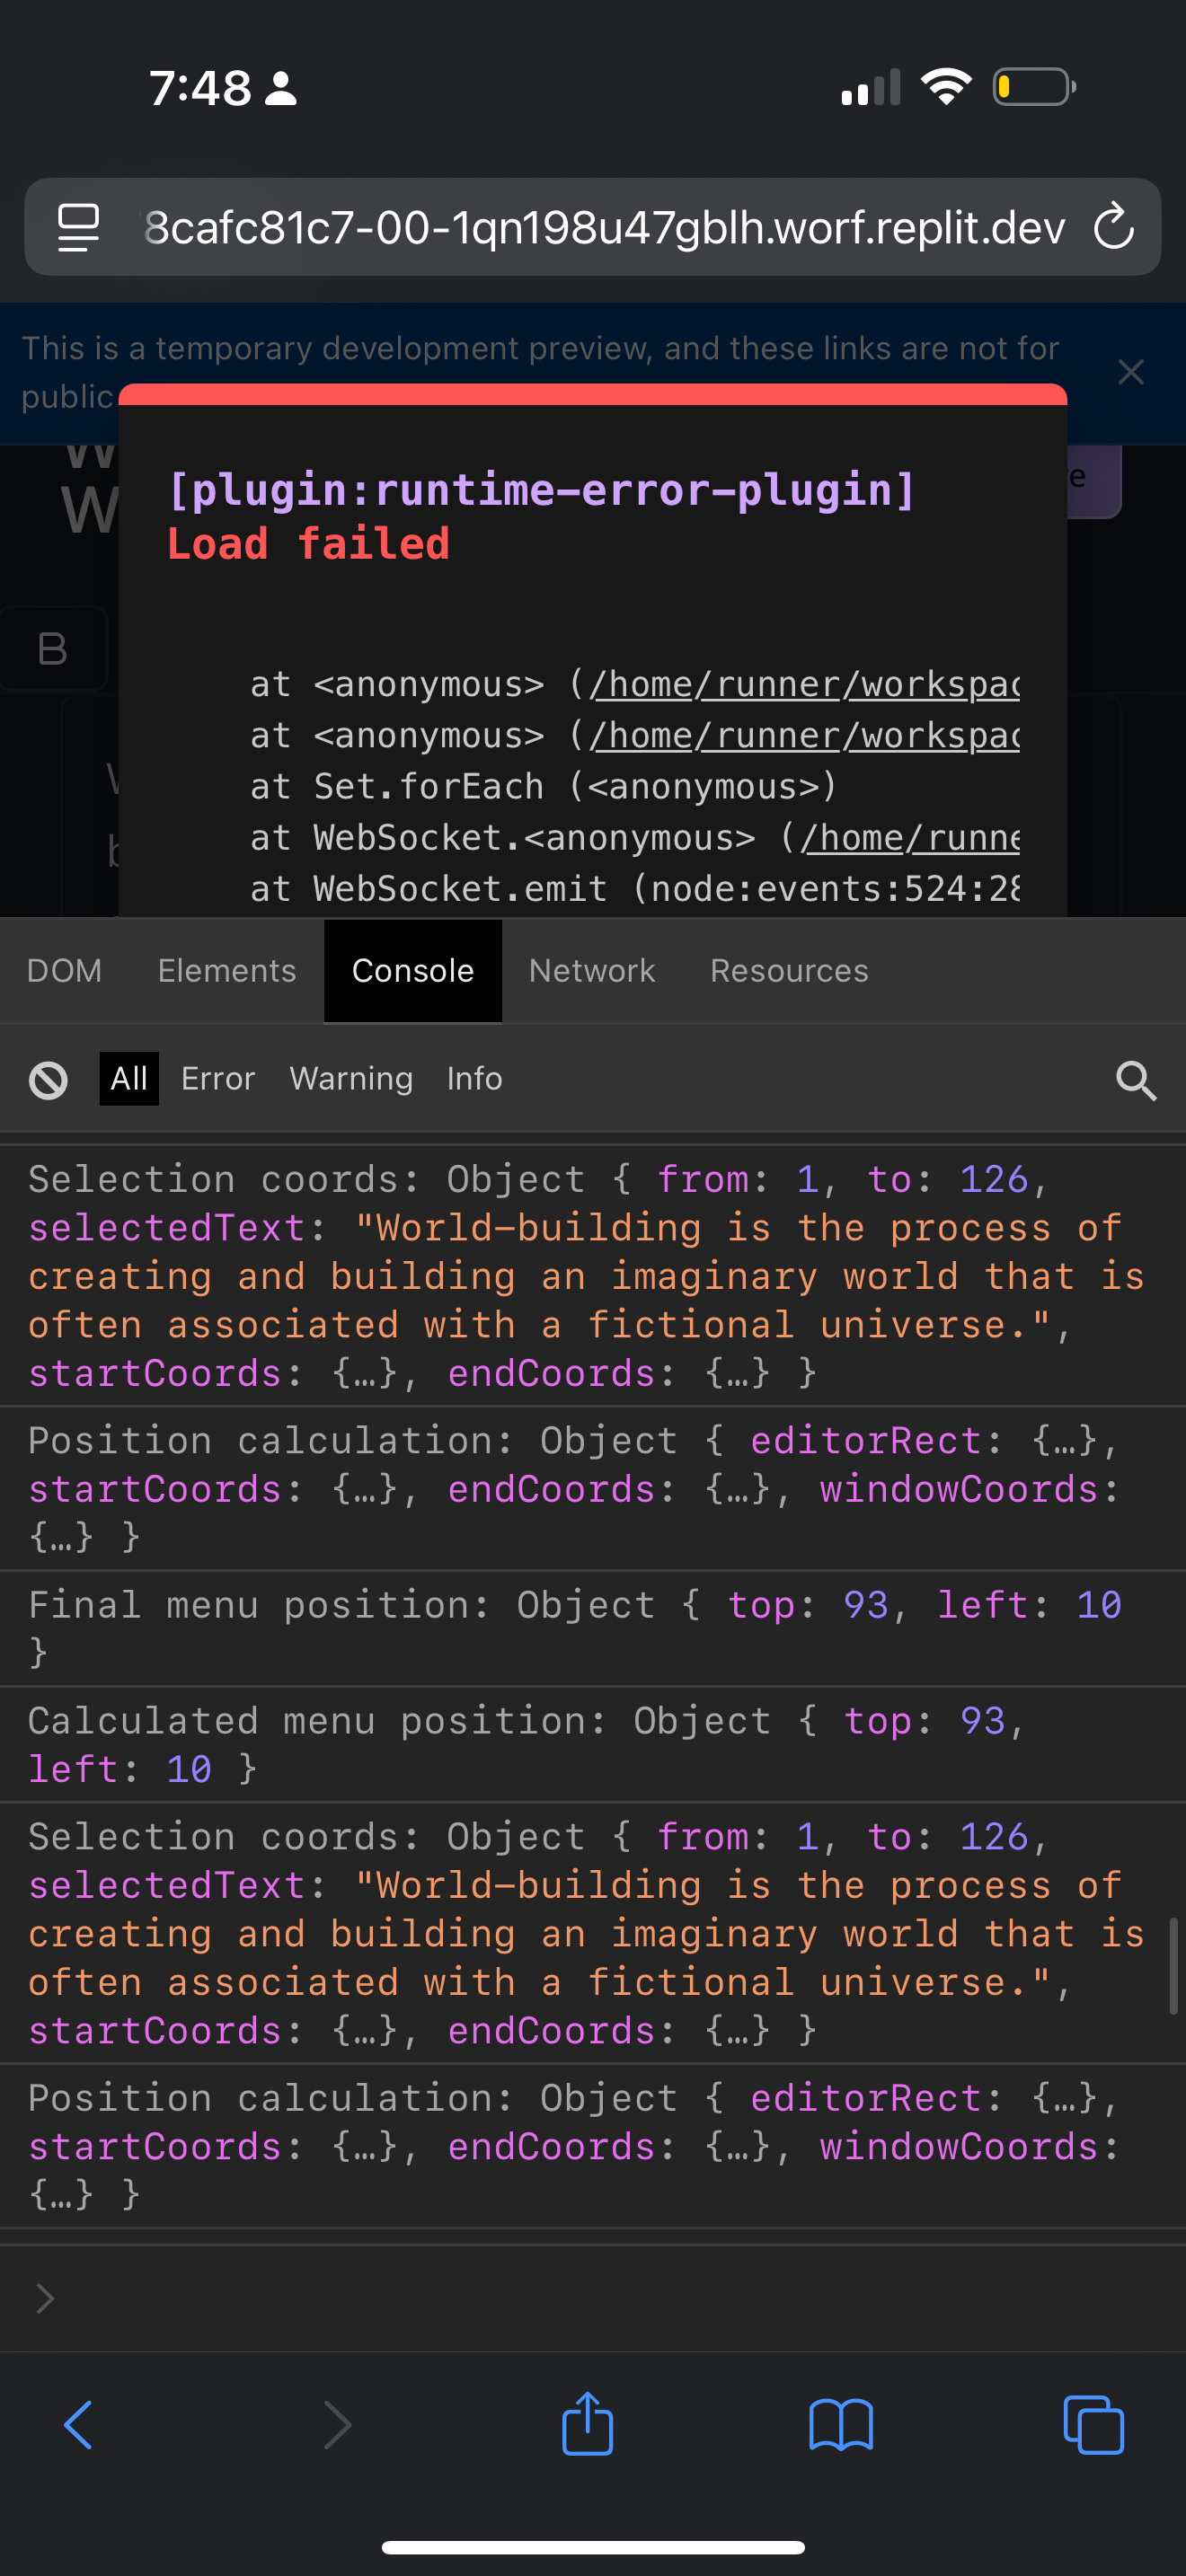 7:48
8cafc81c7-00-1qn198u47gblh.worf.replit.dev
This is a temporary development preview, and these links are not for
public
[plugin:runtime-error-plugin]
Load failed
B
at <anonymous> (/home/runner/workspac
at <anonymous> (/home/runner/workspac
at Set.forEach (<anonymous>)
at WebSocket.<anonymous> (/home/runne
at WebSocket.emit (node:events:524:28
DOM Elements Console Network Resources
All Error Warning Info
Selection coords: Object { from: 1, to: 126,
selectedText: "World-building is the process of
creating and building an imaginary world that is
often associated with a fictional universe.",
startCoords: {…}, endCoords: {…} }
Position calculation: Object { editorRect: {…},
startCoords: {…}, endCoords: {…}, windowCoords:
{…} }
Final menu position: Object { top: 93, left: 10
}
Calculated menu position: Object { top: 93,
left: 10 }
Selection coords: Object { from: 1, to: 126,
selectedText: "World-building is the process of
creating and building an imaginary world that is
often associated with a fictional universe.",
startCoords: {…}, endCoords: {…} }
Position calculation: Object { editorRect: {…},
startCoords: {…}, endCoords: {…}, windowCoords:
{…} }